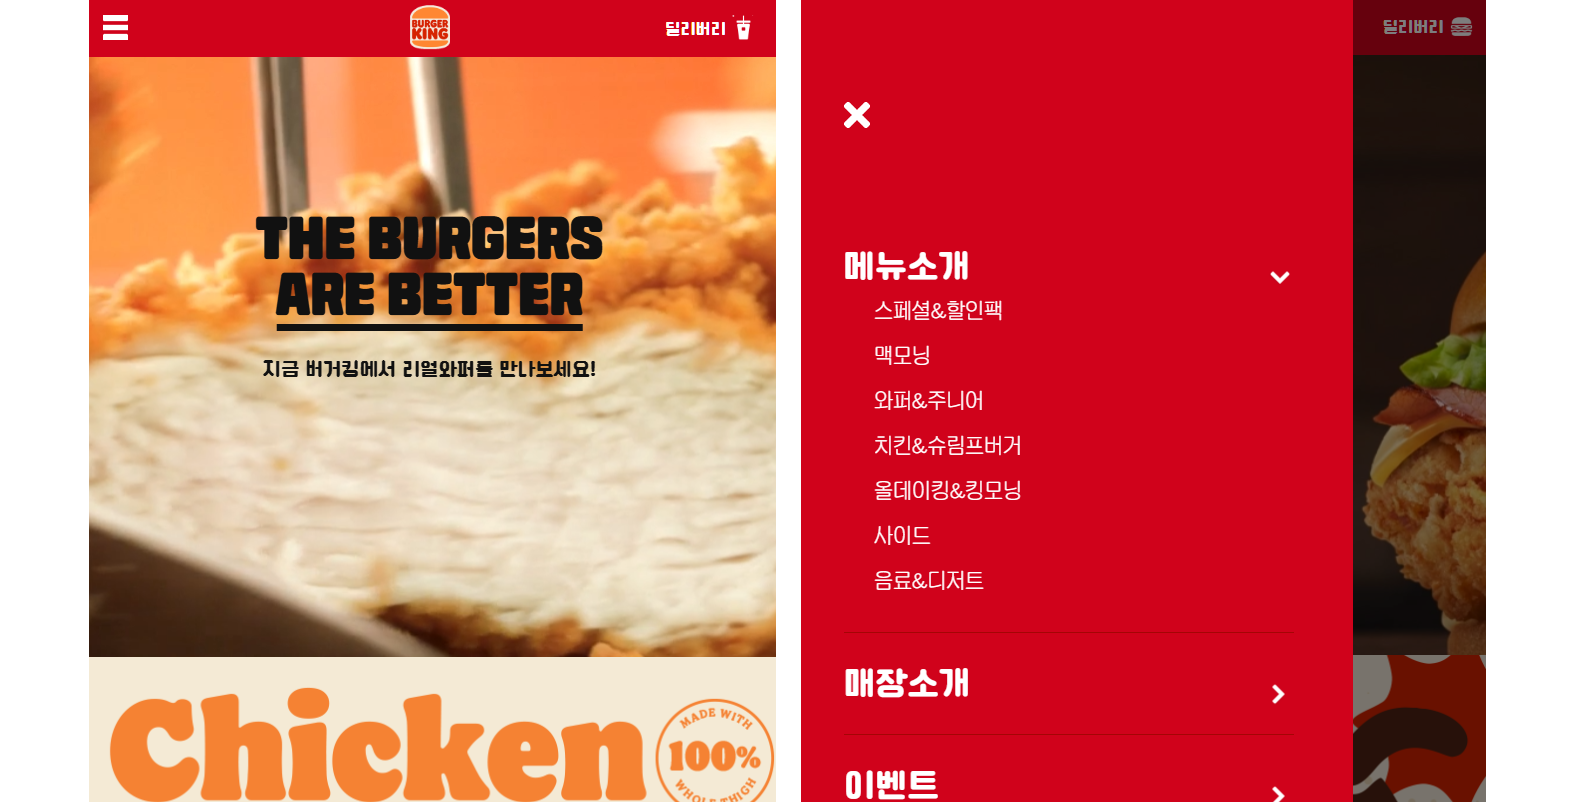 BURGER
KING
딜리버리
THE BURGERS
ARE BETTER
지금 버거킹에서 리얼와퍼를 만나보세요!
Chicken
MADE WITH
100%
WHOLE THIGH
메뉴소개
스페셜&할인팩
맥모닝
와퍼&주니어
치킨&슈림프버거
올데이킹&킹모닝
사이드
음료&디저트
매장소개
이벤트
딜리버리